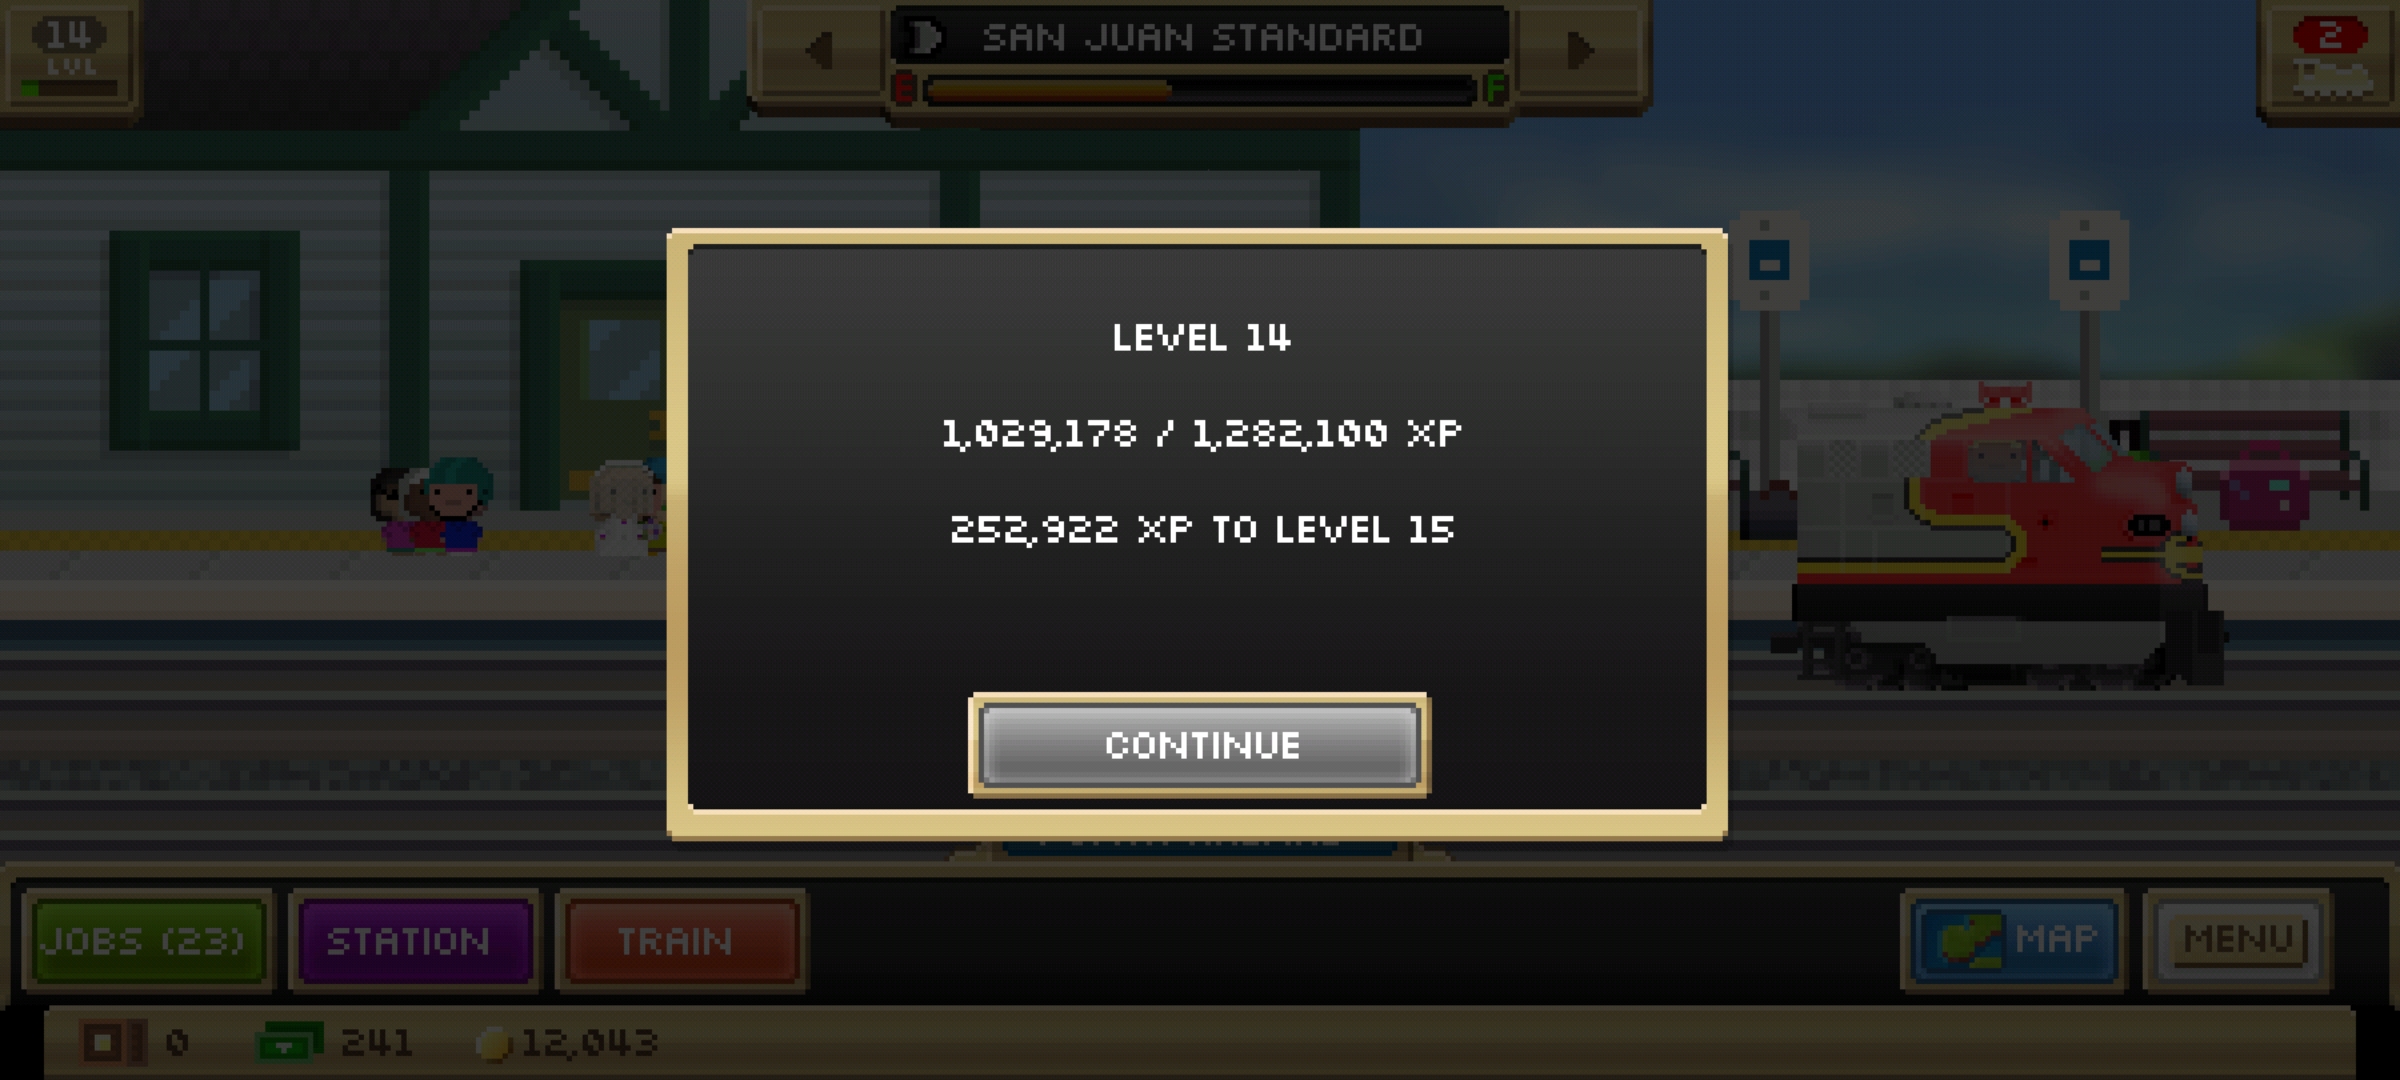 14
LVL
SAN JUAN STANDARD
E
F
2
LEVEL 14
1,029,178 / 1,282,100 XP
252,922 XP TO LEVEL 15
CONTINUE
JOBS (23)
STATION
TRAIN
MAP
MENU
0
241
12,043